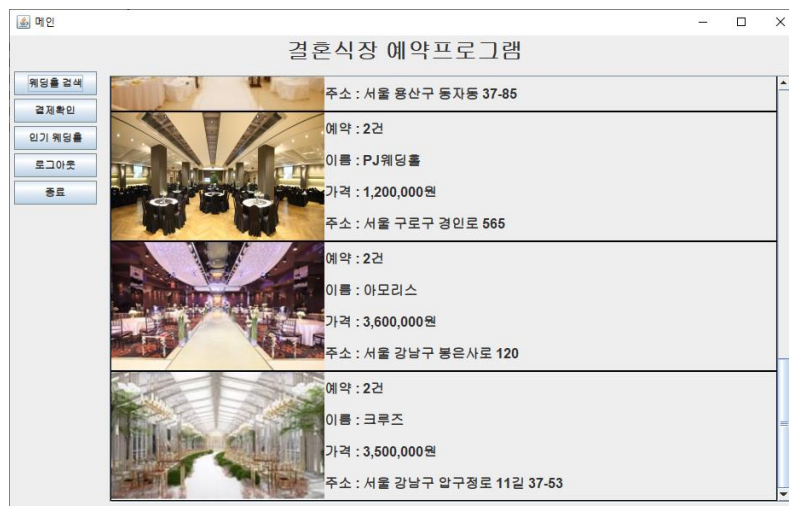 메인
결혼식장 예약프로그램
웨딩홀 검색
결제확인
인기 웨딩홀
로그아웃
종료
주소 : 서울 용산구 동자동 37-85
예약 : 2건
이름 : PJ웨딩홀
가격 : 1,200,000원
주소 : 서울 구로구 경인로 565
예약 : 2건
이름 : 아모리스
가격 : 3,600,000원
주소 : 서울 강남구 봉은사로 120
예약 : 2건
이름 : 크루즈
가격 : 3,500,000원
주소 : 서울 강남구 압구정로 11길 37-53